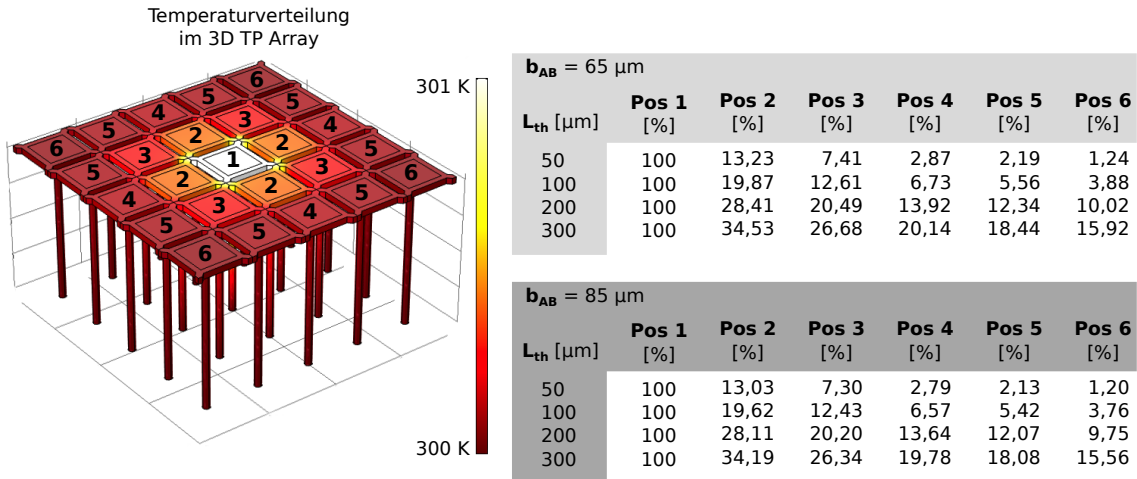 Temperaturverteilung
im 3D TP Array
301 K
300 K
6
5
4
5
6
5
3
2
3
5
4
2
1
2
4
5
3
2
3
5
6
5
4
5
6
b_AB = 65 µm
L_th [µm] Pos 1 [%] Pos 2 [%] Pos 3 [%] Pos 4 [%] Pos 5 [%] Pos 6 [%]
50 100 13,23 7,41 2,87 2,19 1,24
100 100 19,87 12,61 6,73 5,56 3,88
200 100 28,41 20,49 13,92 12,34 10,02
300 100 34,53 26,68 20,14 18,44 15,92
b_AB = 85 µm
L_th [µm] Pos 1 [%] Pos 2 [%] Pos 3 [%] Pos 4 [%] Pos 5 [%] Pos 6 [%]
50 100 13,03 7,30 2,79 2,13 1,20
100 100 19,62 12,43 6,57 5,42 3,76
200 100 28,11 20,20 13,64 12,07 9,75
300 100 34,19 26,34 19,78 18,08 15,56